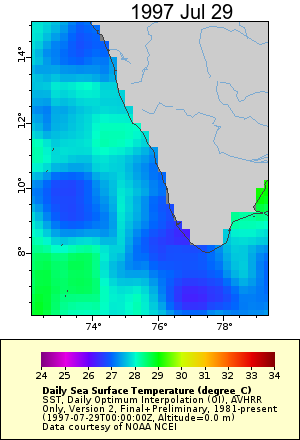 1997 Jul 29
14°
12°
10°
8°
74°
76°
78°
24 25 26 27 28 29 30 31 32 33 34
Daily Sea Surface Temperature (degree_C)
SST, Daily Optimum Interpolation (OI), AVHRR
Only, Version 2, Final+Preliminary, 1981-present
(1997-07-29T00:00:00Z, Altitude=0.0 m)
Data courtesy of NOAA NCEI